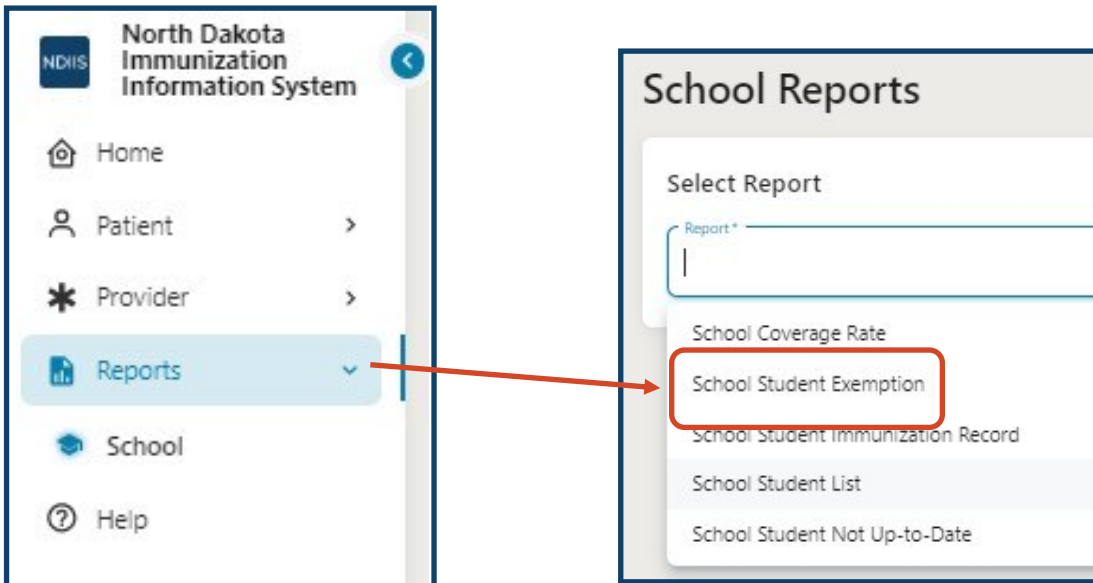 NDIIS
North Dakota
Immunization
Information System
Home
Patient
Provider
Reports
School
Help
School Reports
Select Report
Report*
School Coverage Rate
School Student Exemption
School Student Immunization Record
School Student List
School Student Not Up-to-Date